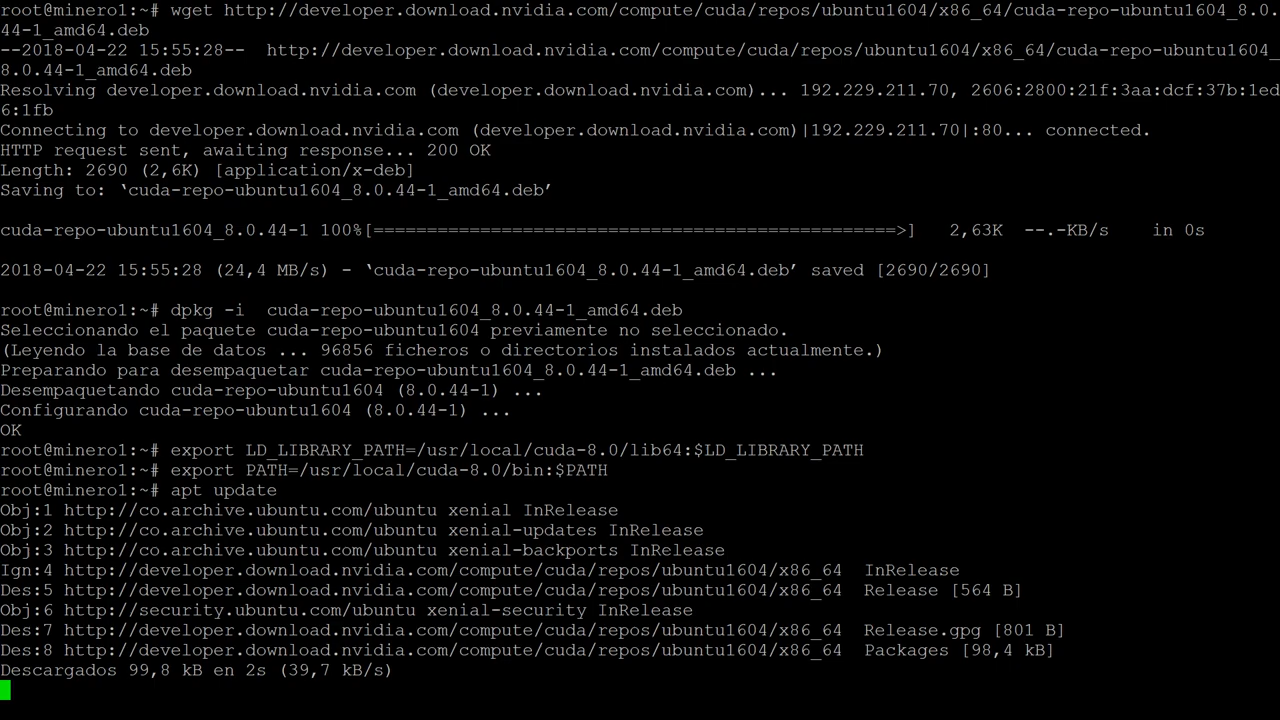 root@minero1:~# wget http://developer.download.nvidia.com/compute/cuda/repos/ubuntu1604/x86_64/cuda-repo-ubuntu1604_8.0.
44-1_amd64.deb
--2018-04-22 15:55:28--  http://developer.download.nvidia.com/compute/cuda/repos/ubuntu1604/x86_64/cuda-repo-ubuntu1604_
8.0.44-1_amd64.deb
Resolving developer.download.nvidia.com (developer.download.nvidia.com)... 192.229.211.70, 2606:2800:21f:3aa:dcf:37b:1ed
6:1fb
Connecting to developer.download.nvidia.com (developer.download.nvidia.com)|192.229.211.70|:80... connected.
HTTP request sent, awaiting response... 200 OK
Length: 2690 (2,6K) [application/x-deb]
Saving to: ‘cuda-repo-ubuntu1604_8.0.44-1_amd64.deb’
cuda-repo-ubuntu1604_8.0.44-1 100%[=================================================>]   2,63K  --.-KB/s    in 0s
2018-04-22 15:55:28 (24,4 MB/s) - ‘cuda-repo-ubuntu1604_8.0.44-1_amd64.deb’ saved [2690/2690]
root@minero1:~# dpkg -i  cuda-repo-ubuntu1604_8.0.44-1_amd64.deb
Seleccionando el paquete cuda-repo-ubuntu1604 previamente no seleccionado.
(Leyendo la base de datos ... 96856 ficheros o directorios instalados actualmente.)
Preparando para desempaquetar cuda-repo-ubuntu1604_8.0.44-1_amd64.deb ...
Desempaquetando cuda-repo-ubuntu1604 (8.0.44-1) ...
Configurando cuda-repo-ubuntu1604 (8.0.44-1) ...
OK
root@minero1:~# export LD_LIBRARY_PATH=/usr/local/cuda-8.0/lib64:$LD_LIBRARY_PATH
root@minero1:~# export PATH=/usr/local/cuda-8.0/bin:$PATH
root@minero1:~# apt update
Obj:1 http://co.archive.ubuntu.com/ubuntu xenial InRelease
Obj:2 http://co.archive.ubuntu.com/ubuntu xenial-updates InRelease
Obj:3 http://co.archive.ubuntu.com/ubuntu xenial-backports InRelease
Ign:4 http://developer.download.nvidia.com/compute/cuda/repos/ubuntu1604/x86_64  InRelease
Des:5 http://developer.download.nvidia.com/compute/cuda/repos/ubuntu1604/x86_64  Release [564 B]
Obj:6 http://security.ubuntu.com/ubuntu xenial-security InRelease
Des:7 http://developer.download.nvidia.com/compute/cuda/repos/ubuntu1604/x86_64  Release.gpg [801 B]
Des:8 http://developer.download.nvidia.com/compute/cuda/repos/ubuntu1604/x86_64  Packages [98,4 kB]
Descargados 99,8 kB en 2s (39,7 kB/s)